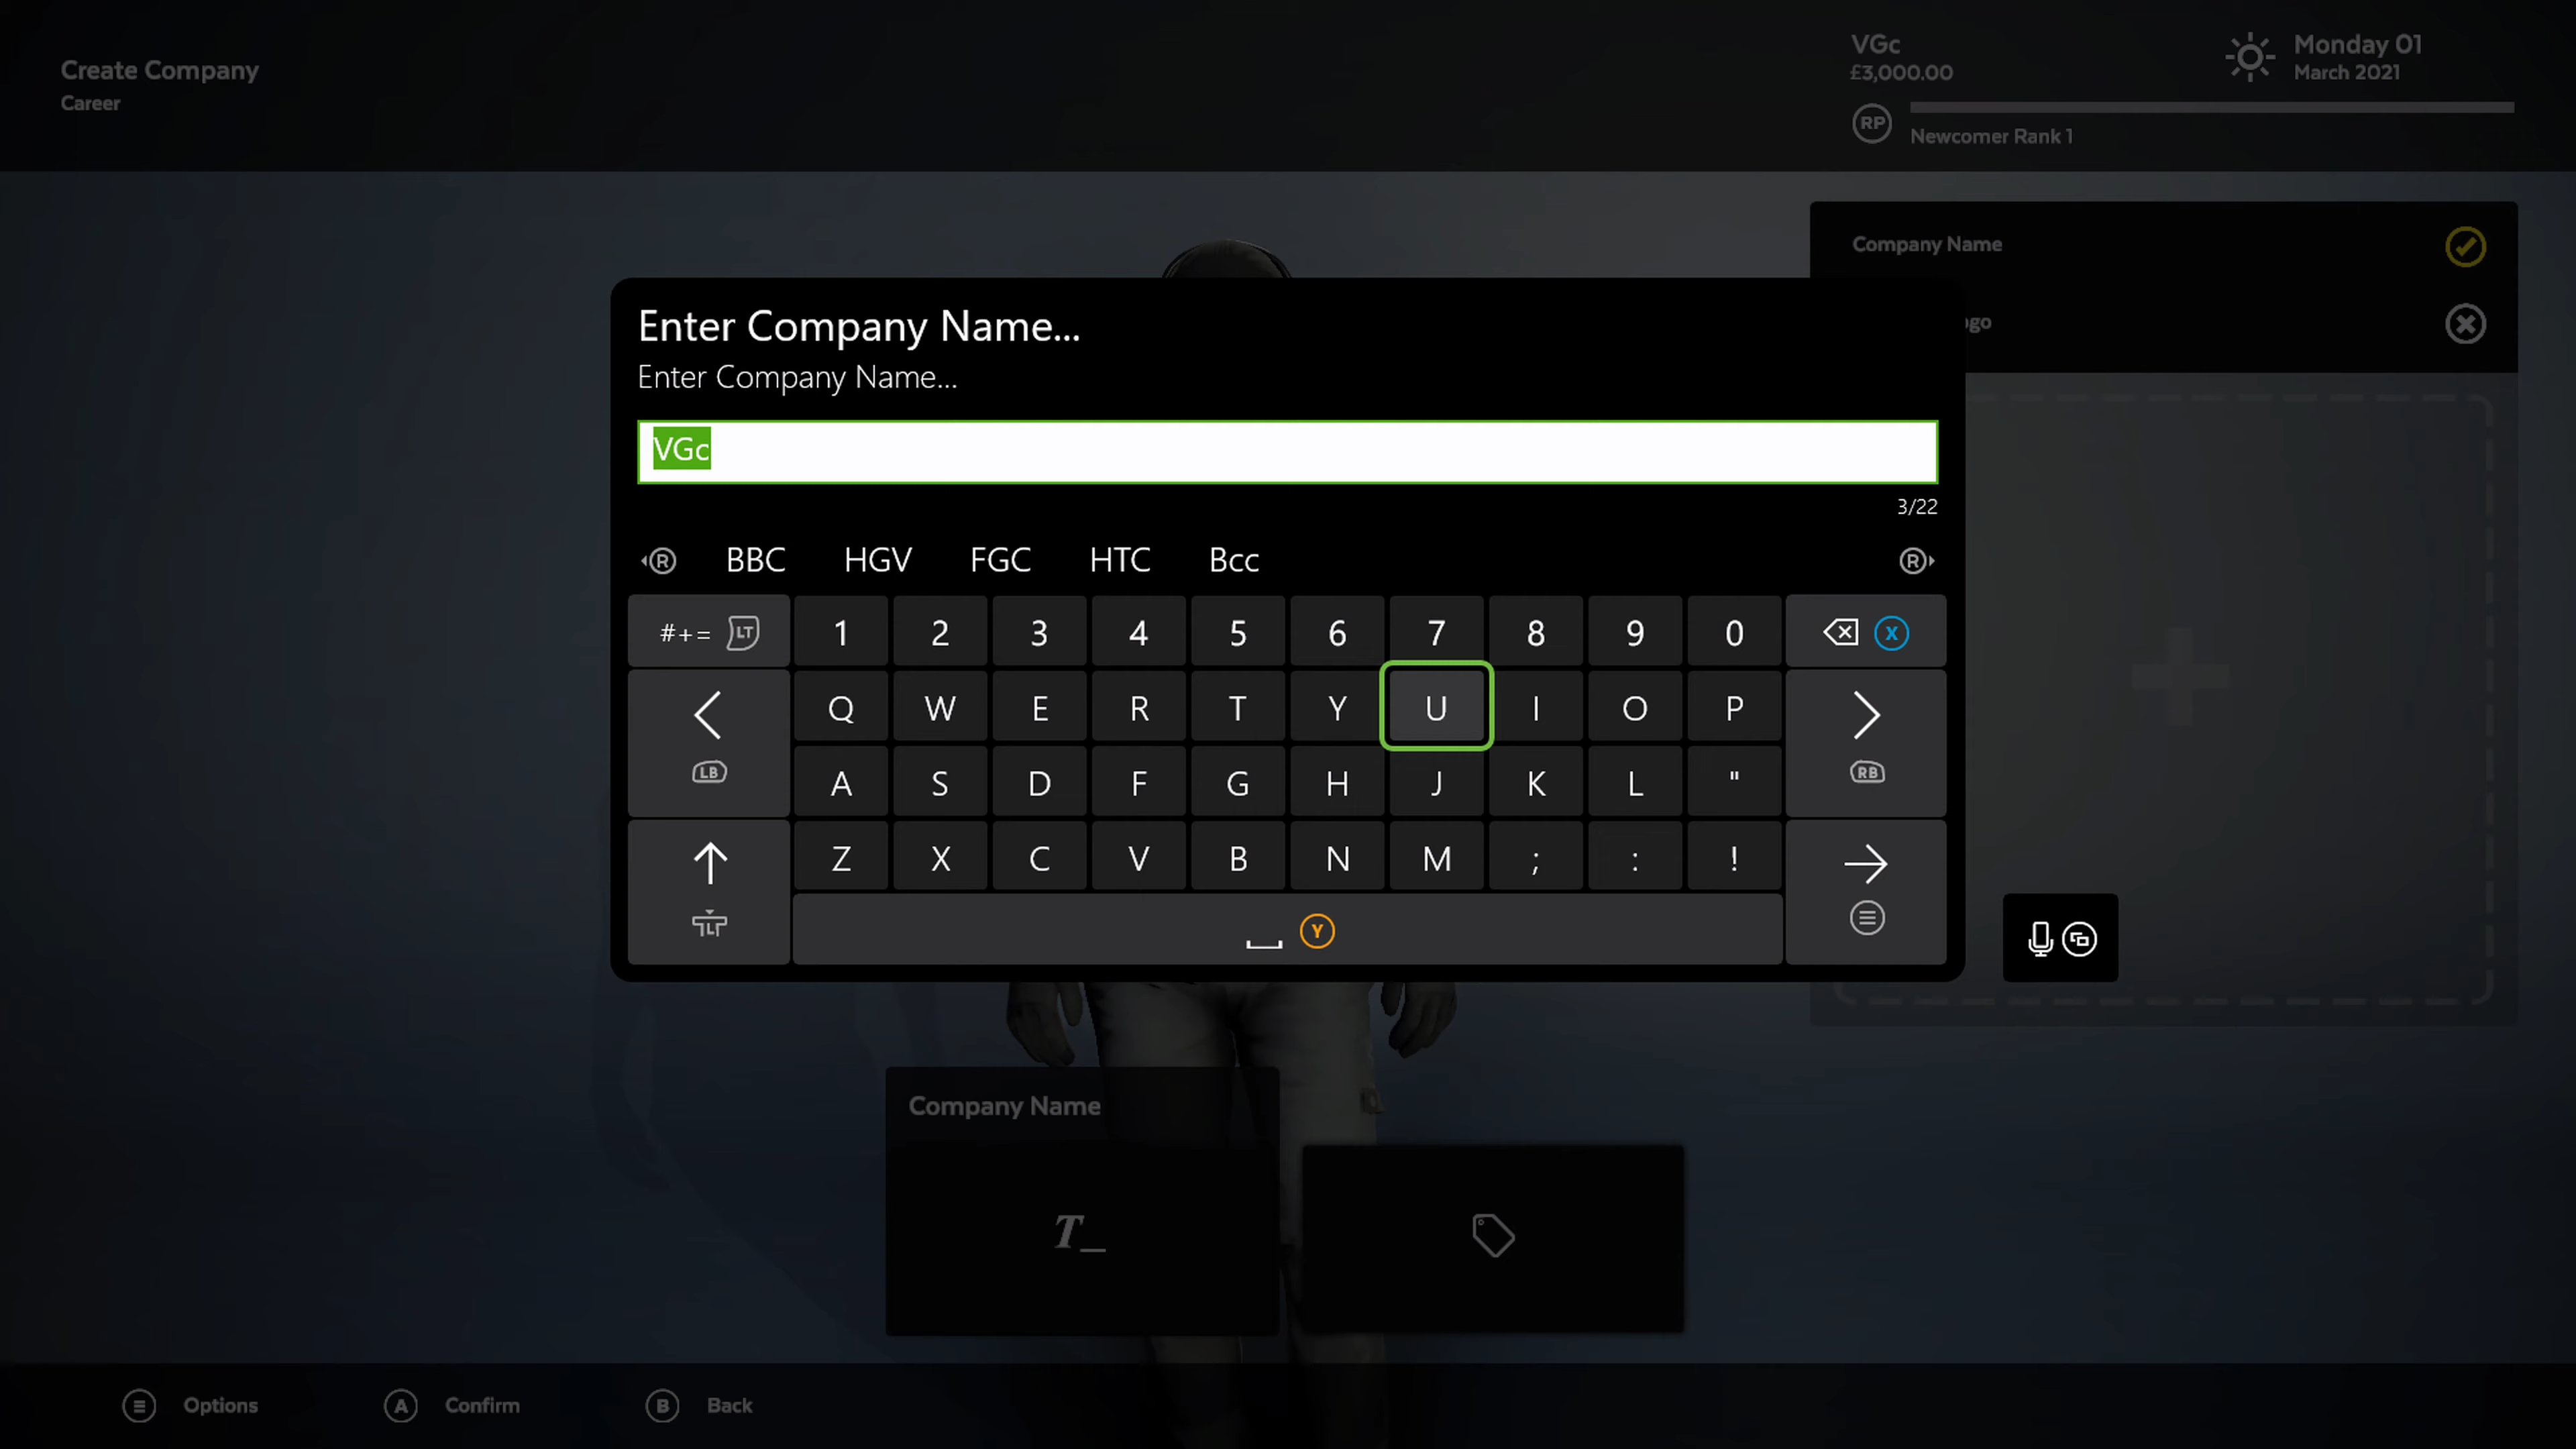 Create Company
Career
VGc
£3,000.00
RP
Newcomer Rank 1
Monday 01
March 2021
Company Name
ogo
Enter Company Name...
Enter Company Name...
VGc
3/22
R BBC HGV FGC HTC Bcc R
#+= LT 1 2 3 4 5 6 7 8 9 0 X
Q W E R T Y U I O P
LB A S D F G H J K L " RB
Z X C V B N M ; : !
LT
Y
Company Name
T_
Options A Confirm B Back